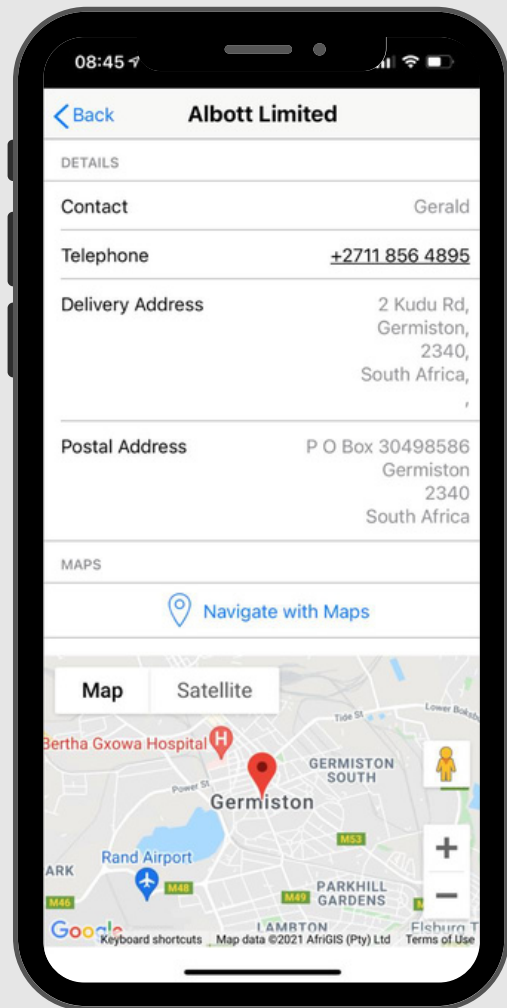 08:45
Back
Albott Limited
DETAILS
Contact
Gerald
Telephone
+2711 856 4895
Delivery Address
2 Kudu Rd,
Germiston,
2340,
South Africa,
,
Postal Address
P O Box 30498586
Germiston
2340
South Africa
MAPS
Navigate with Maps
Map
Satellite
Tide St
Lower Boksb
Bertha Gxowa Hospital
H
GERMISTON
SOUTH
Power St
Germiston
M53
Rand Airport
ARK
M48
PARKHILL
GARDENS
M46
M49
LAMBTON
Elsburg T
Google
Keyboard shortcuts
Map data ©2021 AfriGIS (Pty) Ltd
Terms of Use